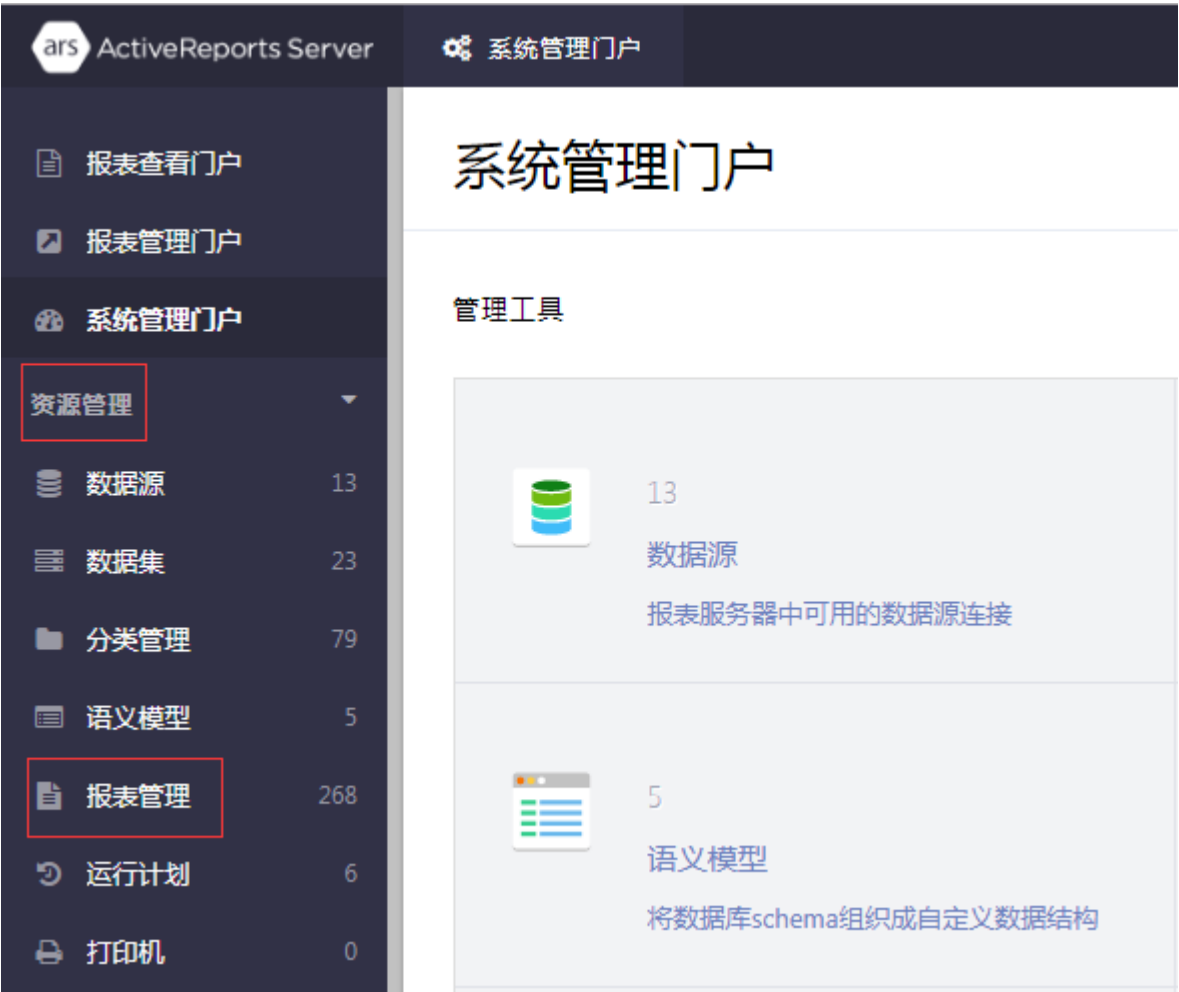 ars ActiveReports Server
系统管理门户
报表查看门户
报表管理门户
系统管理门户
资源管理
数据源 13
数据集 23
分类管理 79
语义模型 5
报表管理 268
运行计划 6
打印机 0
系统管理门户
管理工具
13
数据源
报表服务器中可用的数据源连接
5
语义模型
将数据库schema组织成自定义数据结构